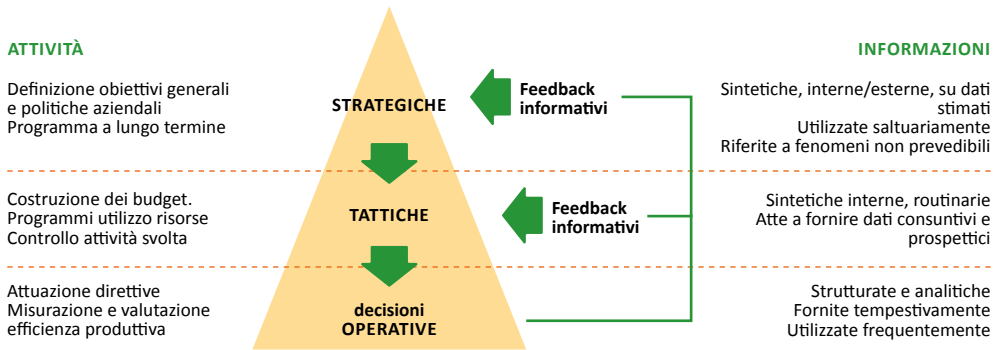 ATTIVITÀ
INFORMAZIONI
Definizione obiettivi generali
e politiche aziendali
Programma a lungo termine
STRATEGICHE
Feedback
informativi
Sintetiche, interne/esterne, su dati
stimati
Utilizzate saltuariamente
Riferite a fenomeni non prevedibili
Costruzione dei budget.
Programmi utilizzo risorse
Controllo attività svolta
TATTICHE
Feedback
informativi
Sintetiche interne, routinarie
Atte a fornire dati consuntivi e
prospettici
Attuazione direttive
Misurazione e valutazione
efficienza produttiva
decisioni
OPERATIVE
Strutturate e analitiche
Fornite tempestivamente
Utilizzate frequentemente